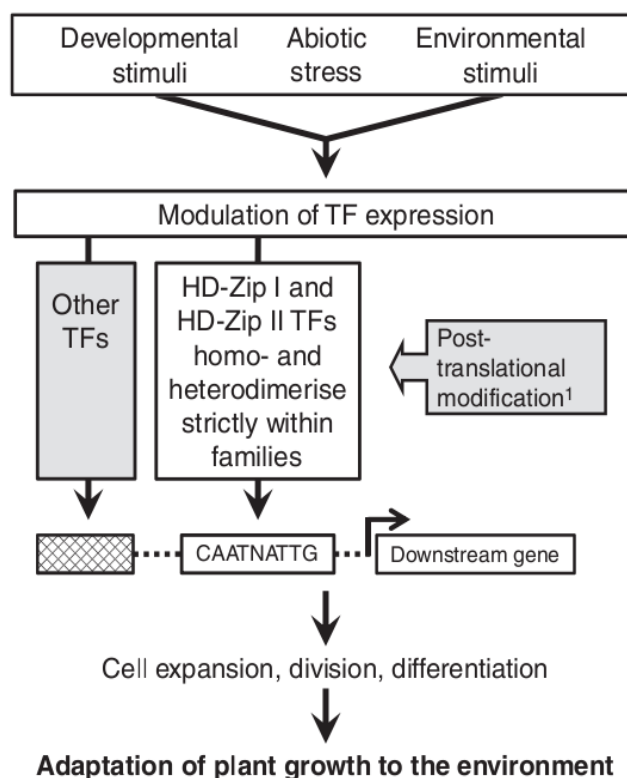 Developmental stimuli
Abiotic stress
Environmental stimuli
Modulation of TF expression
Other
TFs
HD-Zip I and
HD-Zip II TFs
homo- and
heterodimerise
strictly within
families
Post-
translational
modification¹
CAATNATTG
Downstream gene
Cell expansion, division, differentiation
Adaptation of plant growth to the environment